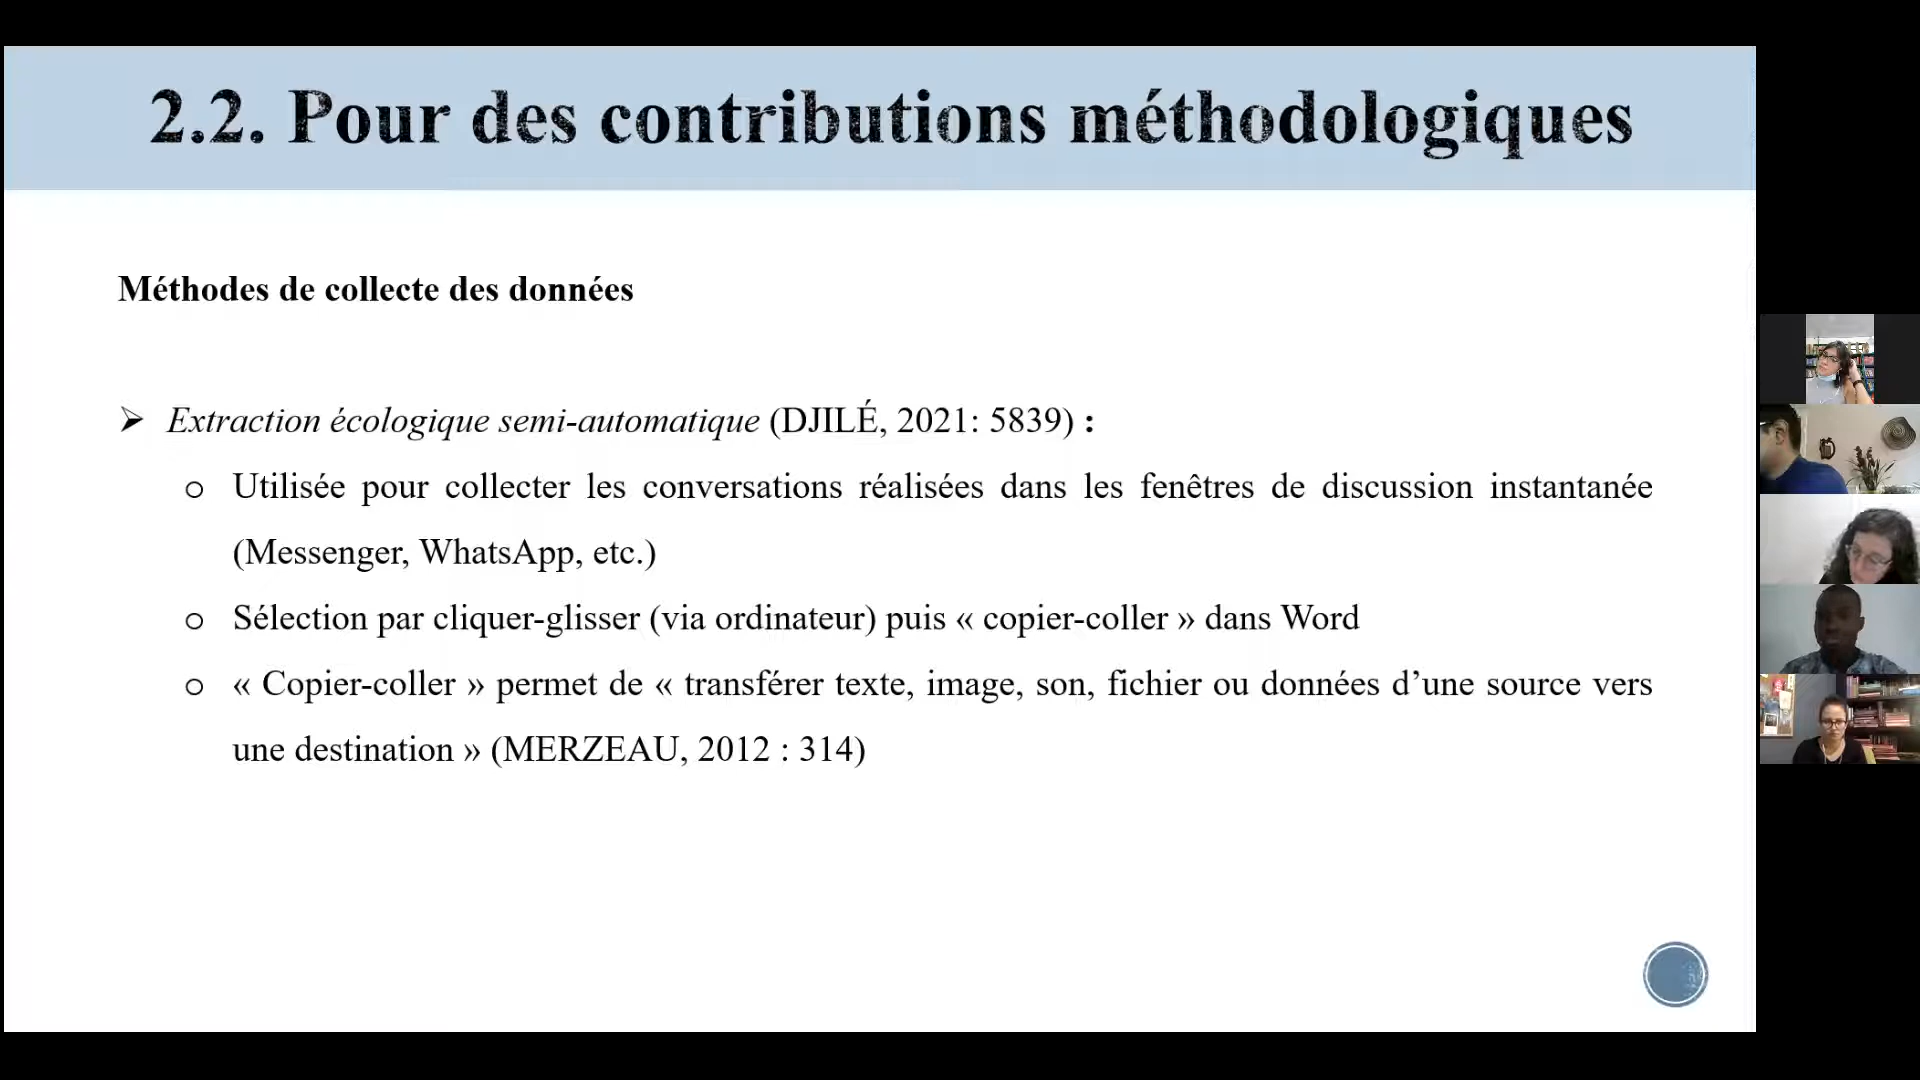 2.2. Pour des contributions méthodologiques
Méthodes de collecte des données
➢ Extraction écologique semi-automatique (DJILÉ, 2021: 5839) :
o Utilisée pour collecter les conversations réalisées dans les fenêtres de discussion instantanée
(Messenger, WhatsApp, etc.)
o Sélection par cliquer-glisser (via ordinateur) puis « copier-coller » dans Word
o « Copier-coller » permet de « transférer texte, image, son, fichier ou données d’une source vers
une destination » (MERZEAU, 2012 : 314)